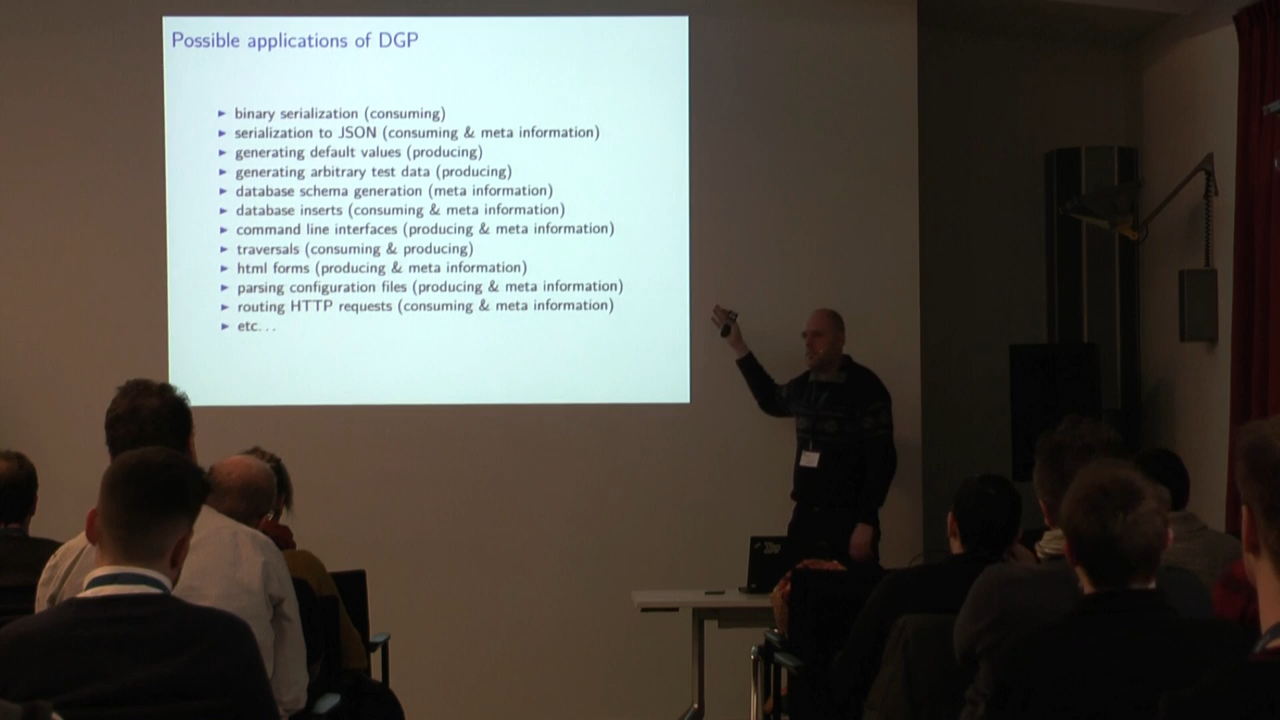 Possible applications of DGP
► binary serialization (consuming)
► serialization to JSON (consuming & meta information)
► generating default values (producing)
► generating arbitrary test data (producing)
► database schema generation (meta information)
► database inserts (consuming & meta information)
► command line interfaces (producing & meta information)
► traversals (consuming & producing)
► html forms (producing & meta information)
► parsing configuration files (producing & meta information)
► routing HTTP requests (consuming & meta information)
► etc...